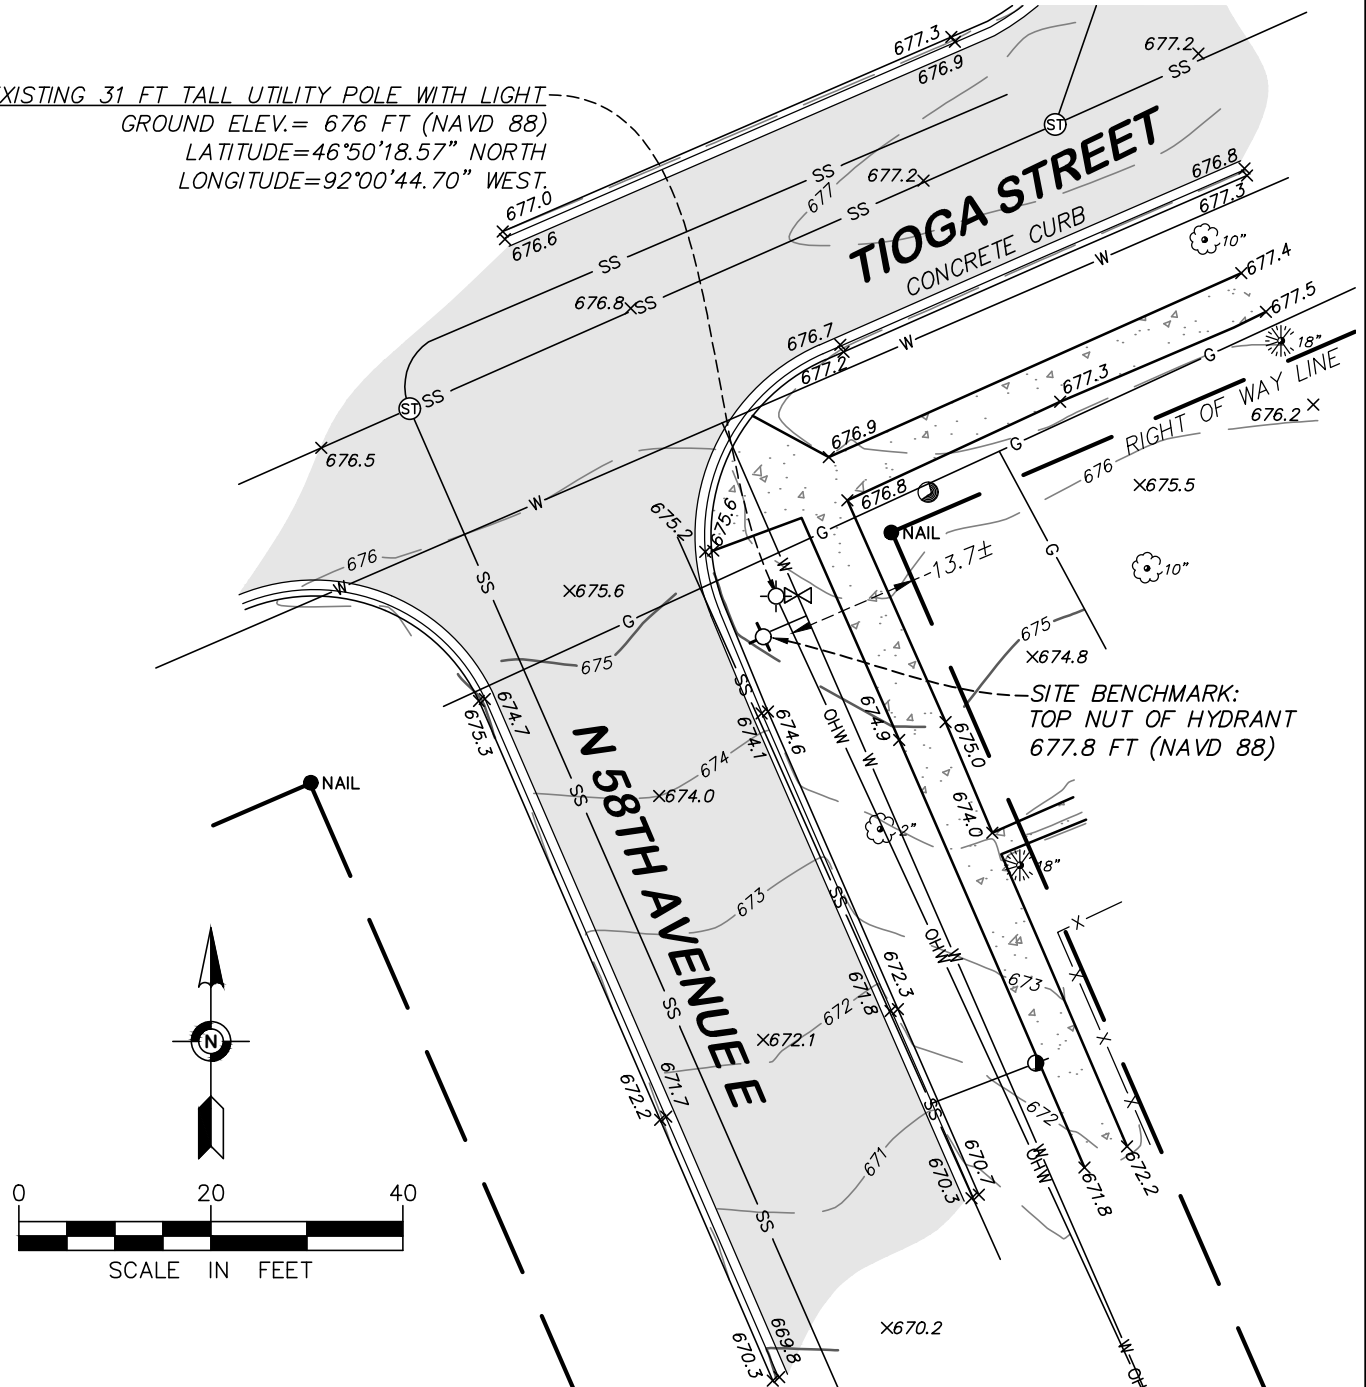 XISTING 31 FT TALL UTILITY POLE WITH LIGHT
GROUND ELEV.= 676 FT (NAVD 88)
LATITUDE=46°50'18.57" NORTH
LONGITUDE=92°00'44.70" WEST.
677.3
676.9
677.2
SS
ST
TIOGA STREET
CONCRETE CURB
676.8
677.3
677.0
676.6
SS
677
677.2
SS
SS
676.8
SS
W
10"
677.4
677.5
18"
G
RIGHT OF WAY LINE
676.2
676.7
677.2
W
677.3
676.9
ST
SS
676.5
G
676
675.5
676.8
W
675.2
675.6
G
NAIL
W
G
-13.7±
10"
676
W
SS
675.6
G
675
675
674.8
SITE BENCHMARK:
TOP NUT OF HYDRANT
677.8 FT (NAVD 88)
SS
674.7
675.3
674.1
674.6
OHW
W
674.9
675.0
N 58TH AVENUE E
674
674.0
SS
NAIL
2"
674.0
18"
673
SS
OHW
W
X
X
673
672.3
671.8
672
SS
672.1
X
N
671.7
672.2
SS
672
X
671
670.7
670.3
W
OHW
672.2
671.8
SS
0 20 40
SCALE IN FEET
670.2
669.8
670.3
W
OH